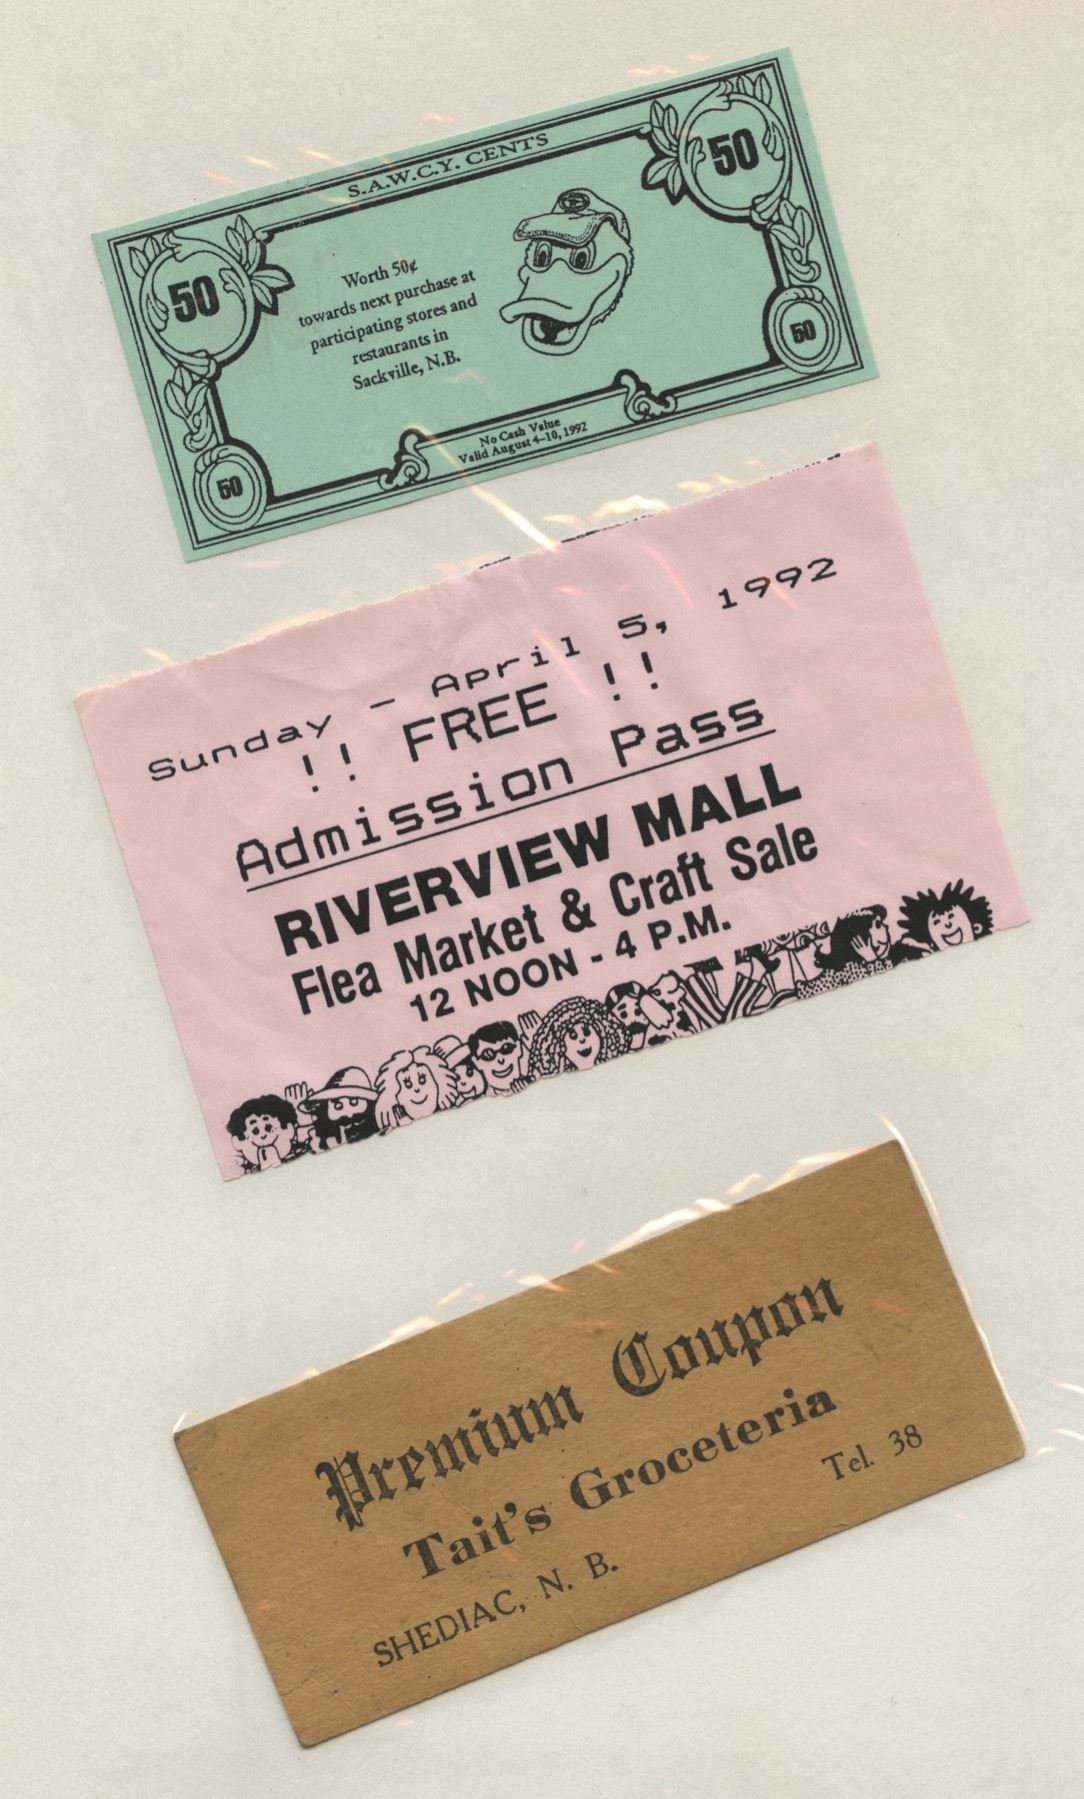 S.A.W.C.Y. CENTS
50
50
Worth 50¢
towards next purchase at
participating stores and
restaurants in
Sackville, N.B.
50
50
No Cash Value
Valid August 4-10, 1992
Sunday - April 5, 1992
!! FREE !!
Admission Pass
RIVERVIEW MALL
Flea Market & Craft Sale
12 NOON - 4 P.M.
Premium Coupon
Tait's Groceteria
Tel. 38
SHEDIAC, N. B.